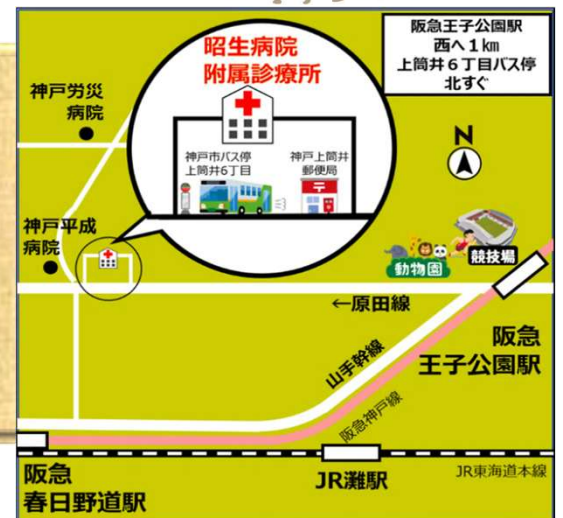 阪急王子公園駅
西へ1km
上筒井6丁目バス停
北すぐ
昭生病院
附属診療所
神戸労災
病院
神戸市バス停
上筒井6丁目
神戸上筒井
郵便局
N
神戸平成
病院
動物園
競技場
←原田線
阪急
王子公園駅
山手幹線
阪急神戸線
阪急
春日野道駅
JR灘駅
JR東海道本線